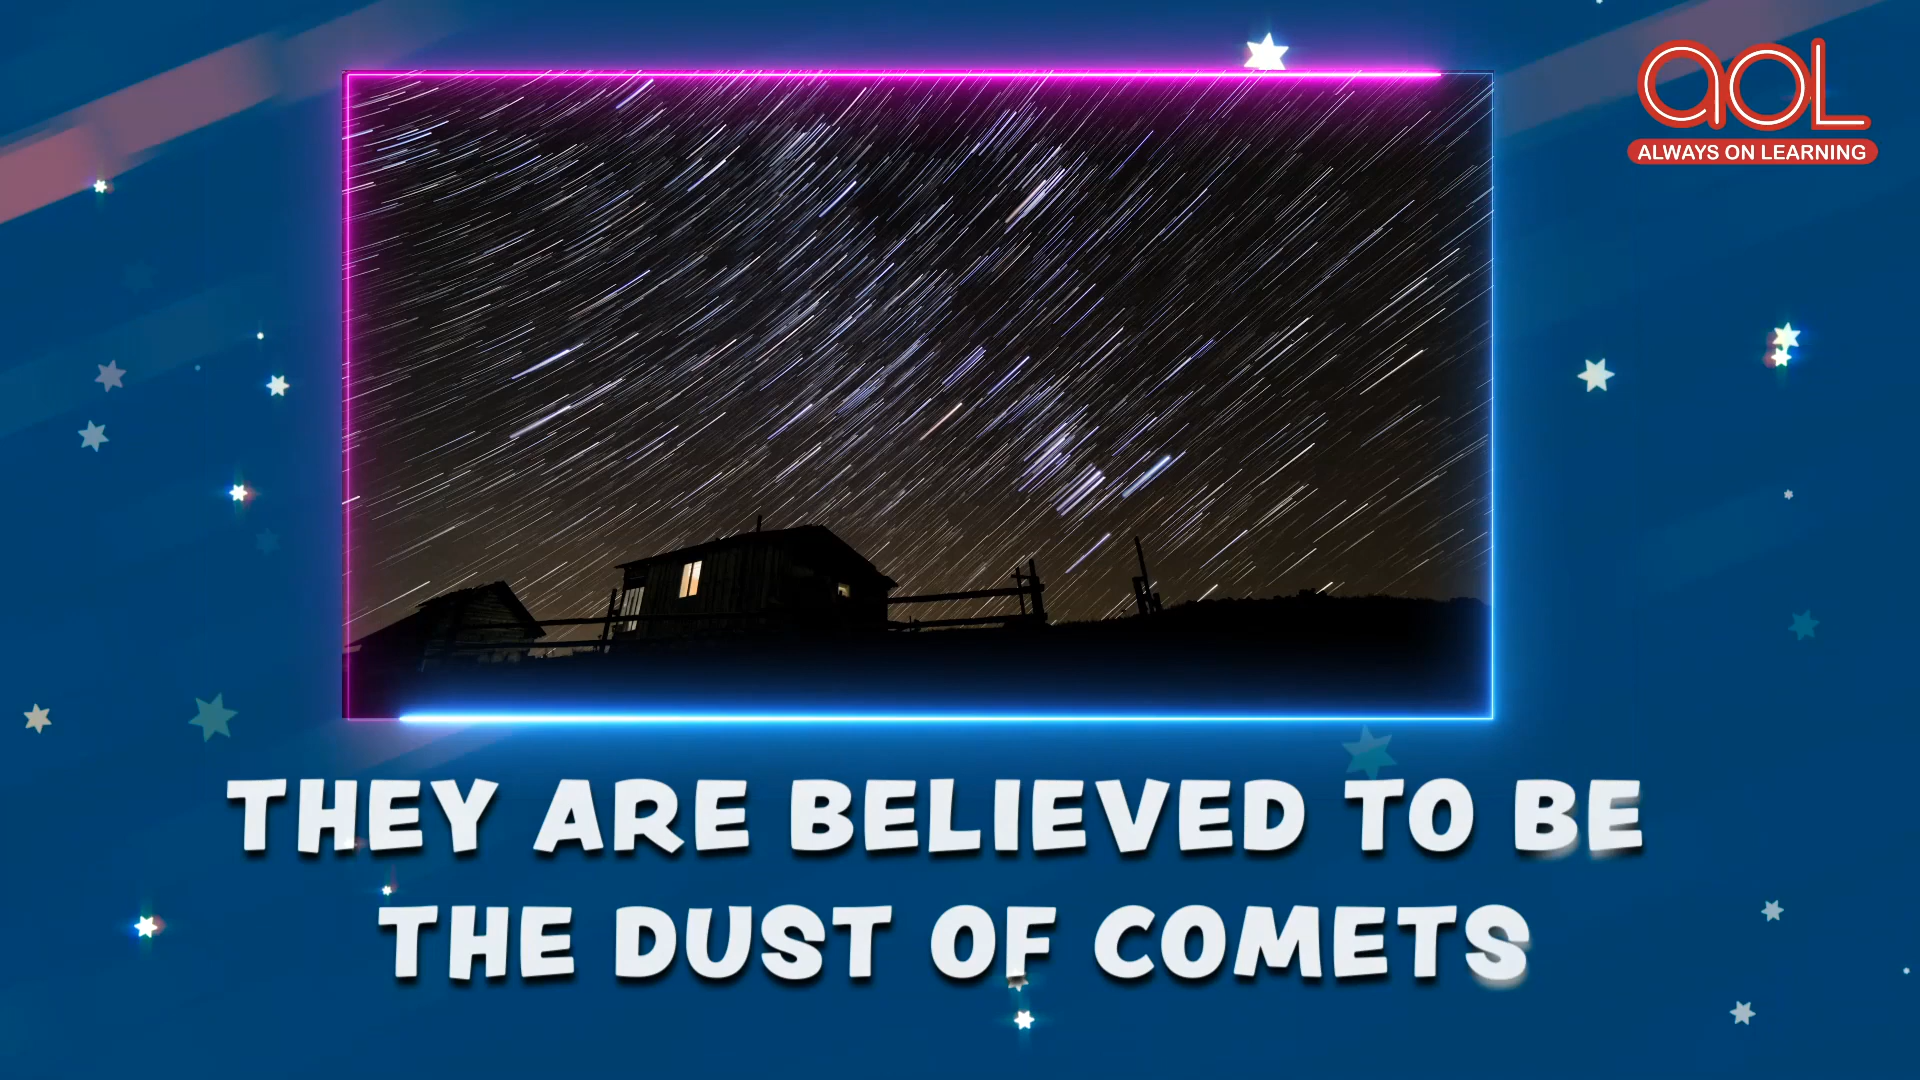 aOL
ALWAYS ON LEARNING
THEY ARE BELIEVED TO BE
THE DUST OF COMETS